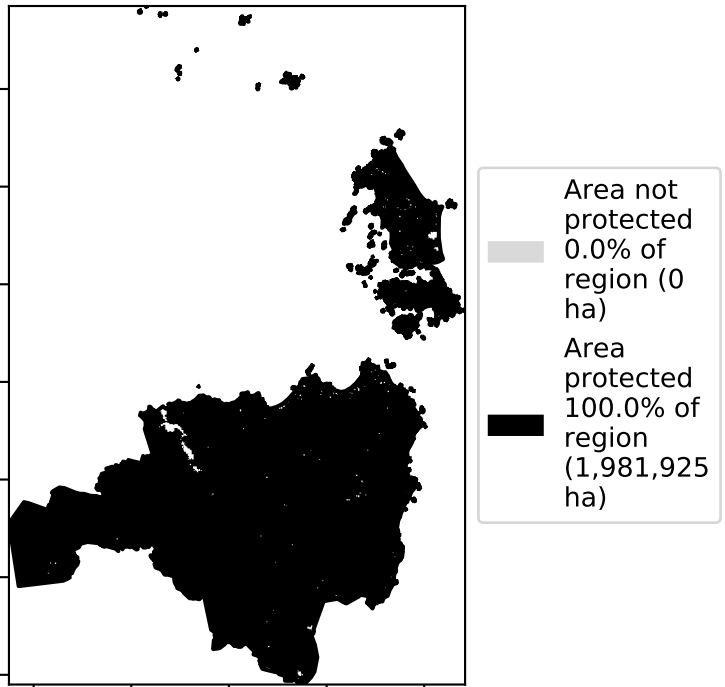 Area not
protected
0.0% of
region (0
ha)
Area
protected
100.0% of
region
(1,981,925
ha)